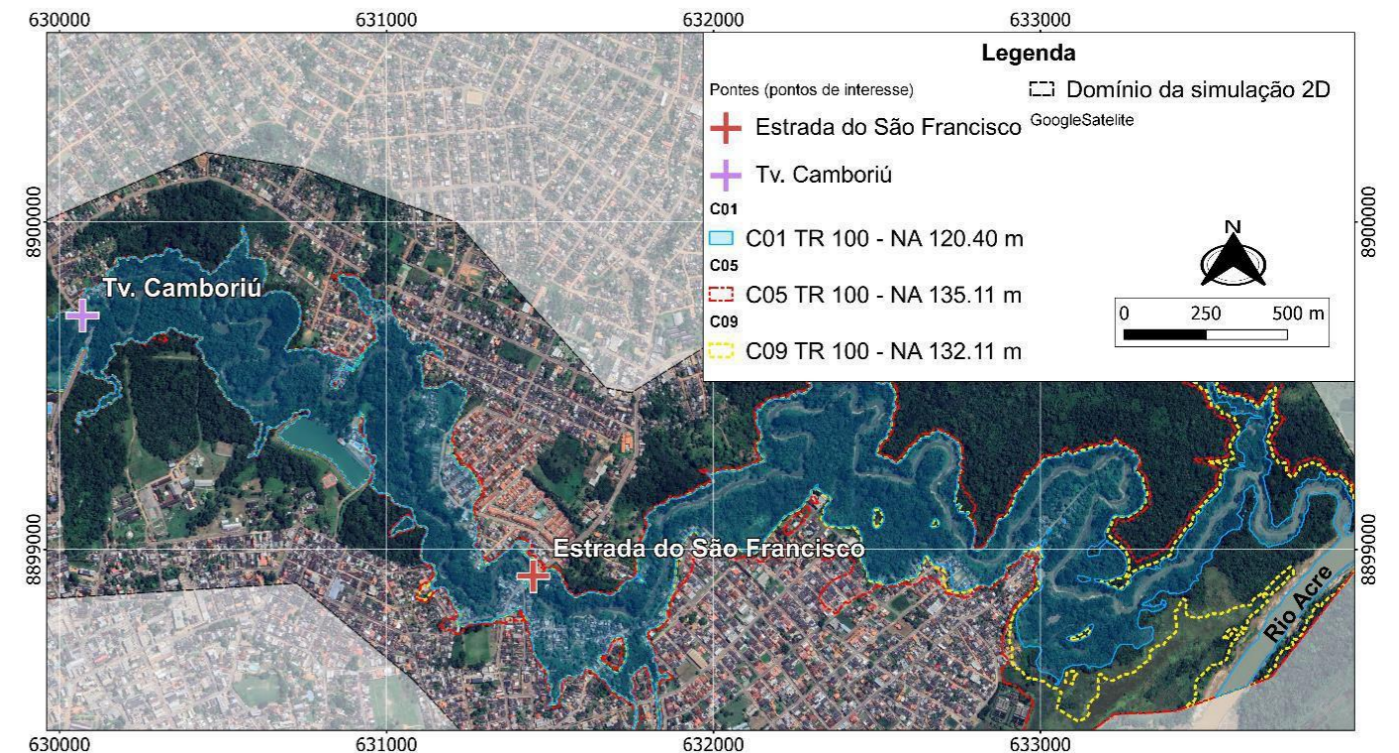 630000 631000 632000 633000
Legenda
Pontes (pontos de interesse)
Domínio da simulação 2D
Estrada do São Francisco
GoogleSatelite
Tv. Camboriú
C01
C01 TR 100 - NA 120.40 m
C05
C05 TR 100 - NA 135.11 m
C09
C09 TR 100 - NA 132.11 m
N
0 250 500 m
8900000
8900000
Tv. Camboriú
Estrada do São Francisco
8899000
8899000
Rio Acre
630000 631000 632000 633000